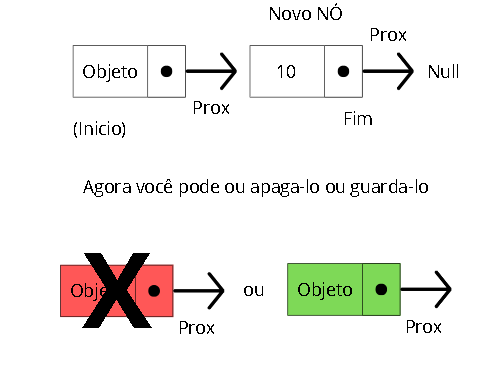 Novo NÓ
Prox
Objeto
10
Null
Prox
(Inicio)
Fim
Agora você pode ou apaga-lo ou guarda-lo
Objeto
ou
Objeto
Prox
Prox